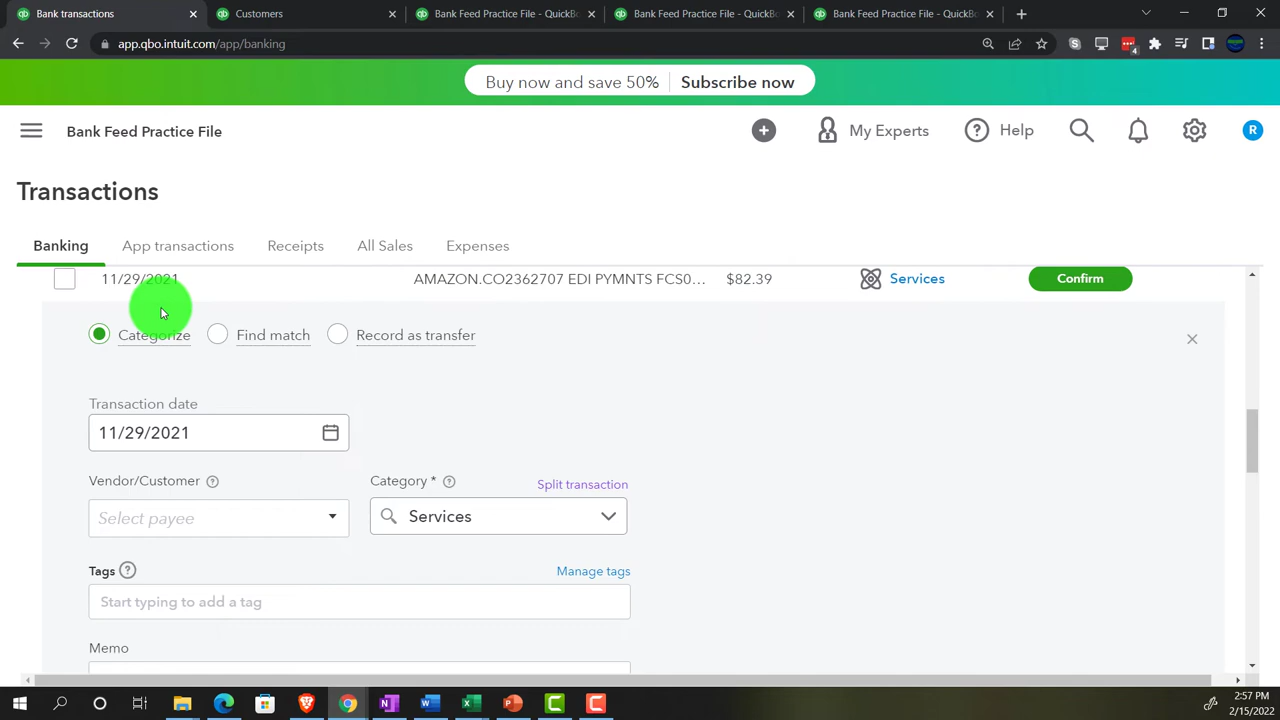 Bank transactions
Customers
Bank Feed Practice File - QuickBo
Bank Feed Practice File - QuickBo
Bank Feed Practice File - QuickBo
app.qbo.intuit.com/app/banking
4
Buy now and save 50%
Subscribe now
Bank Feed Practice File
My Experts
Help
R
Transactions
Banking
App transactions
Receipts
All Sales
Expenses
11/29/2021
AMAZON.CO2362707 EDI PYMNTS FCS0...
$82.39
Services
Confirm
Categorize
Find match
Record as transfer
Transaction date
11/29/2021
Vendor/Customer
Category *
Split transaction
Select payee
Services
Tags
Manage tags
Start typing to add a tag
Memo
2:57 PM
2/15/2022